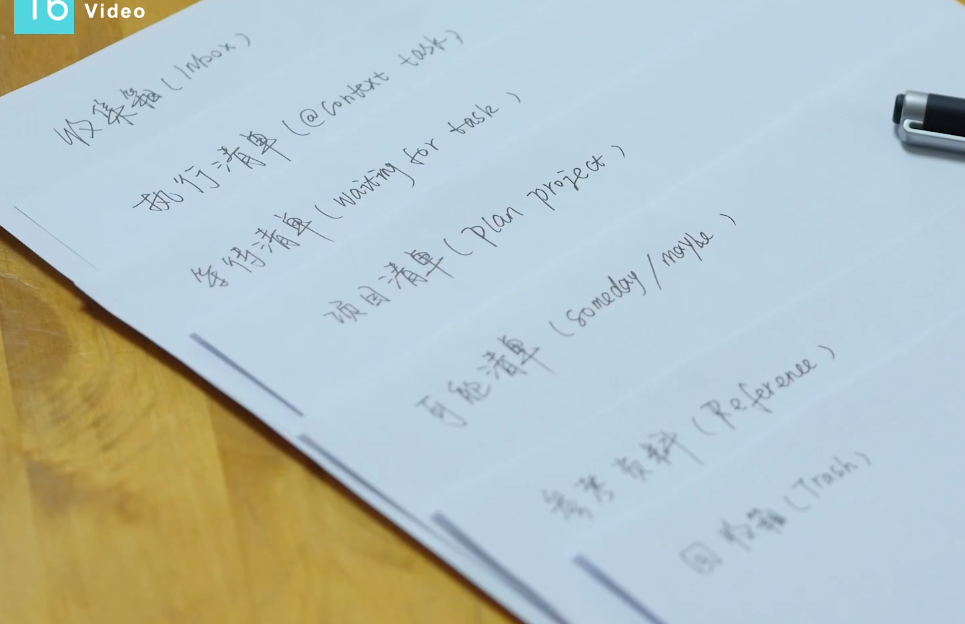 16 Video
收集箱(Inbox)
执行清单(@context task)
等待清单(waiting for task)
项目清单(plan project)
可能清单(someday/maybe)
参考资料(Reference)
回收箱(Trash)